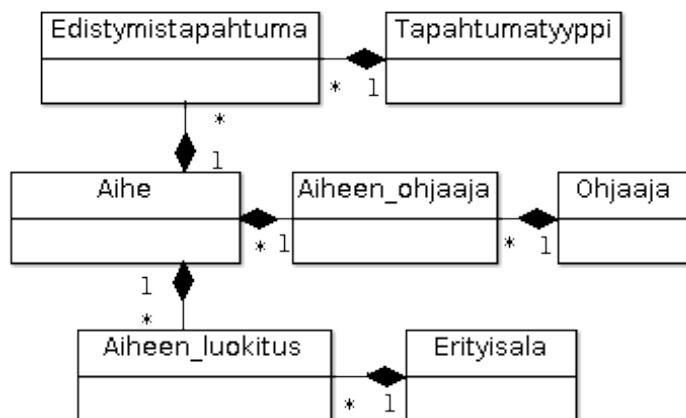 Edistymistapahtuma Tapahtumatyyppi
* 1
*
1
Aihe Aiheen_ohjaaja Ohjaaja
* 1 * 1
1
*
Aiheen_luokitus Erityisala
* 1